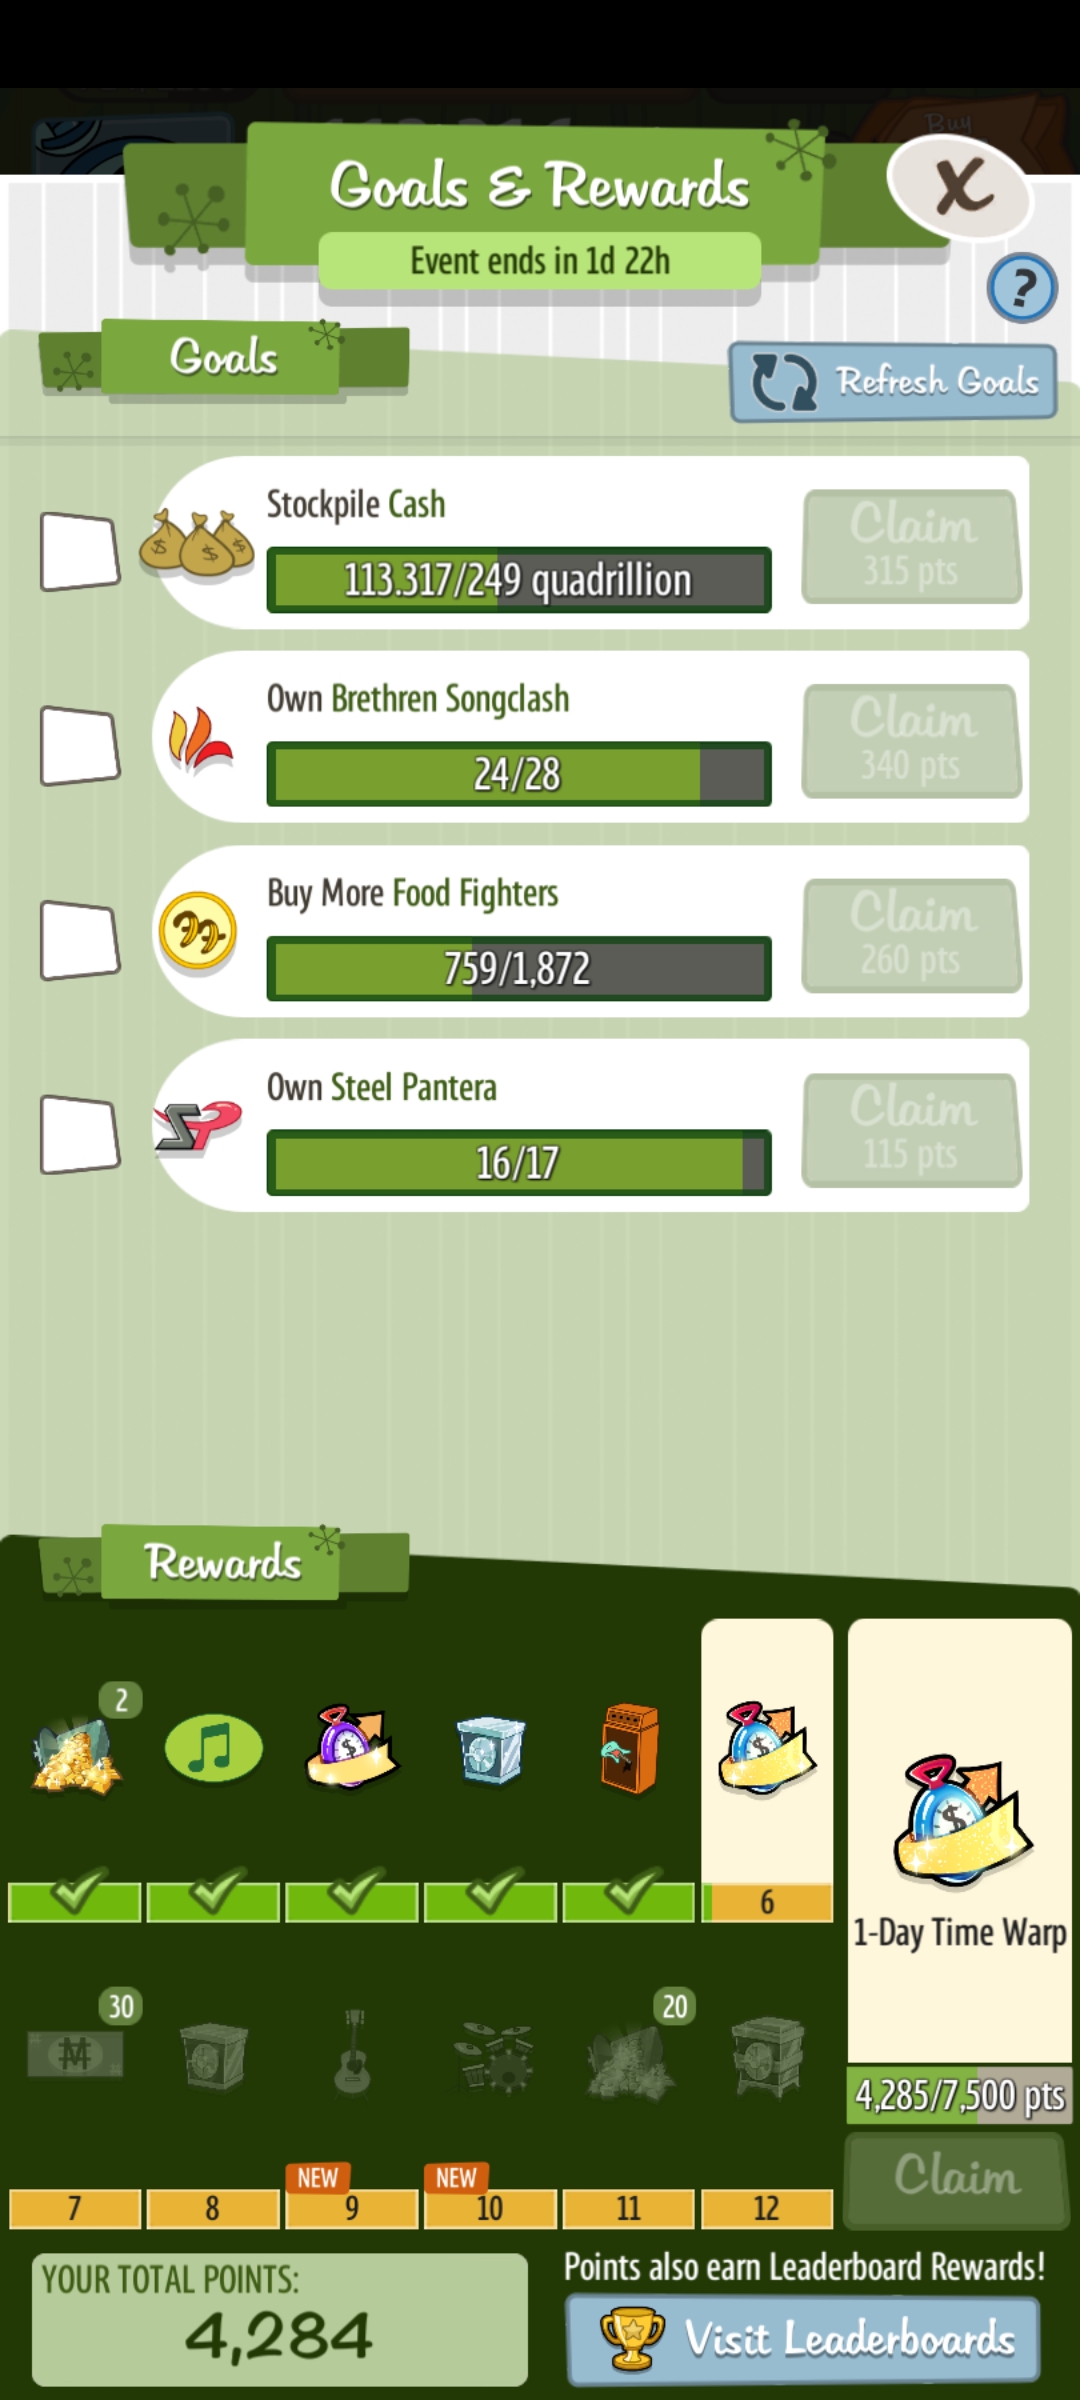 Buy
Goals & Rewards
X
Event ends in 1d 22h
?
Goals
Refresh Goals
Stockpile Cash
113.317/249 quadrillion
Claim
315 pts
Own Brethren Songclash
24/28
Claim
340 pts
Buy More Food Fighters
759/1,872
Claim
260 pts
Own Steel Pantera
16/17
Claim
115 pts
Rewards
2
6
1-Day Time Warp
30
20
4,285/7,500 pts
Claim
NEW
NEW
7
8
9
10
11
12
YOUR TOTAL POINTS:
4,284
Points also earn Leaderboard Rewards!
Visit Leaderboards